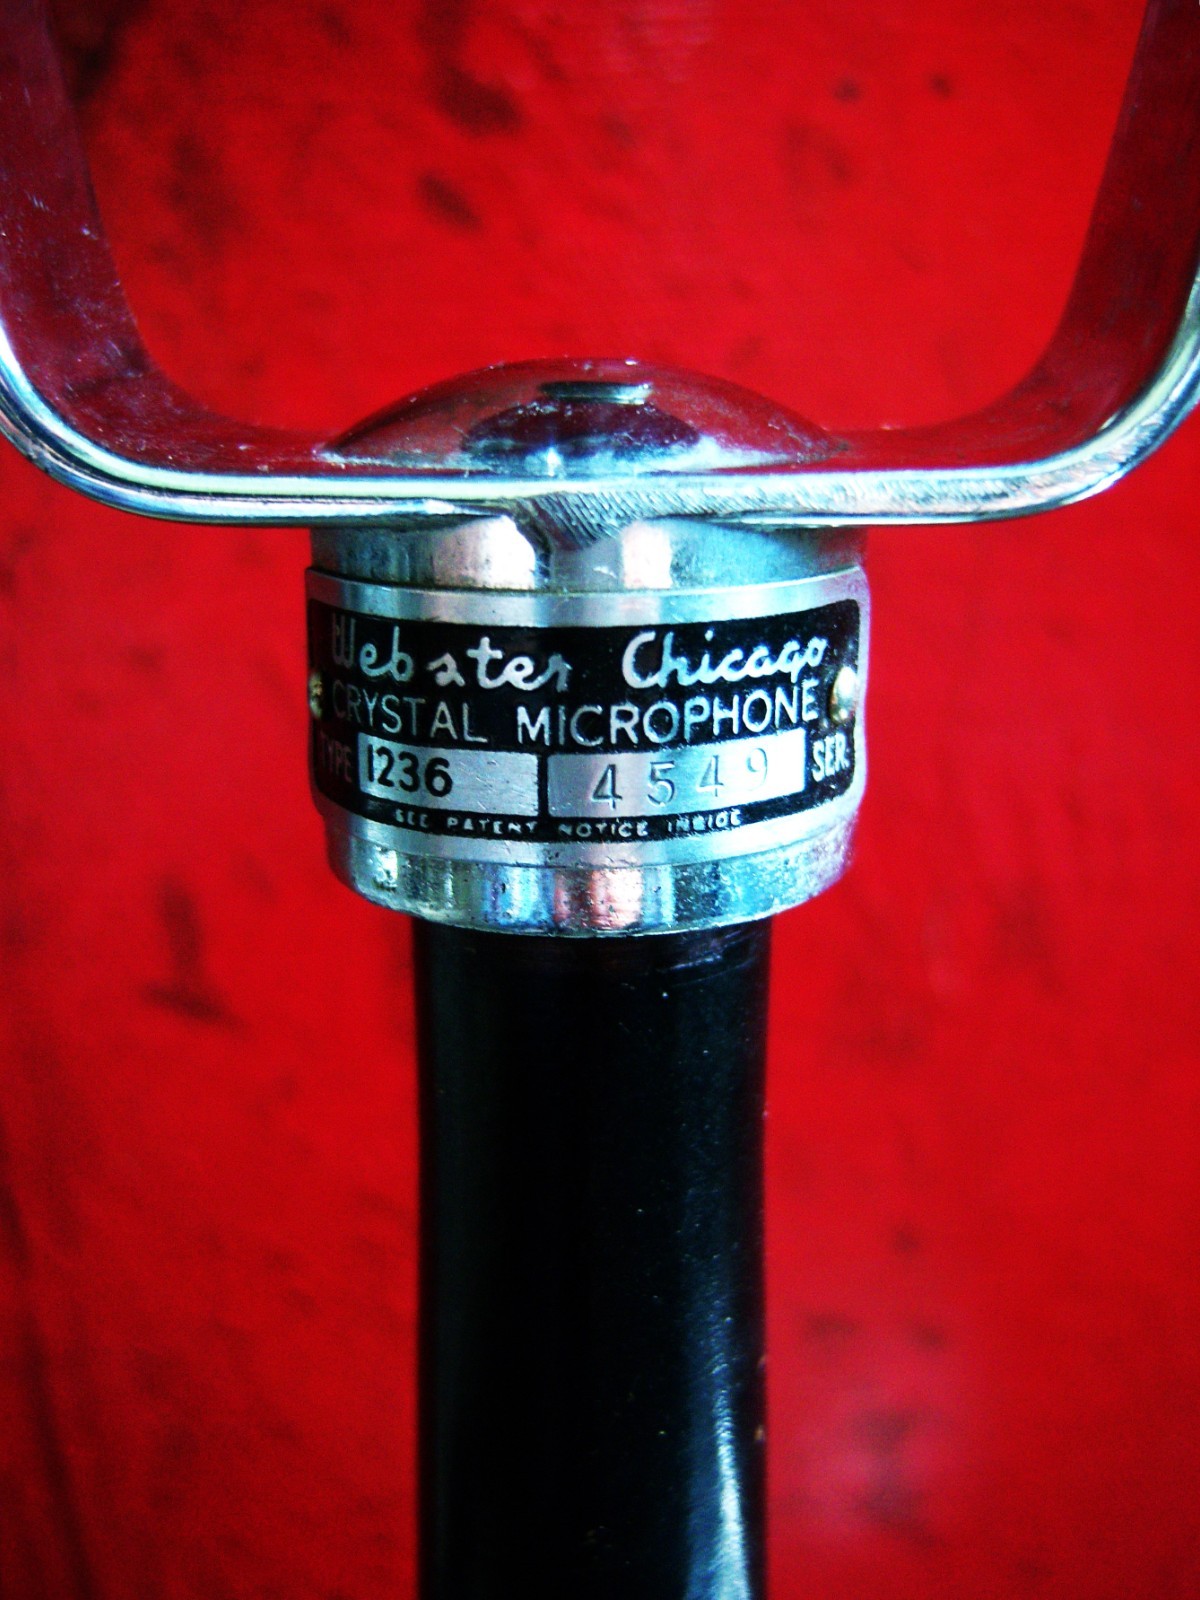 Webster Chicago
CRYSTAL MICROPHONE
TYPE 1236 4549 SER.
SEE PATENT NOTICE INSIDE